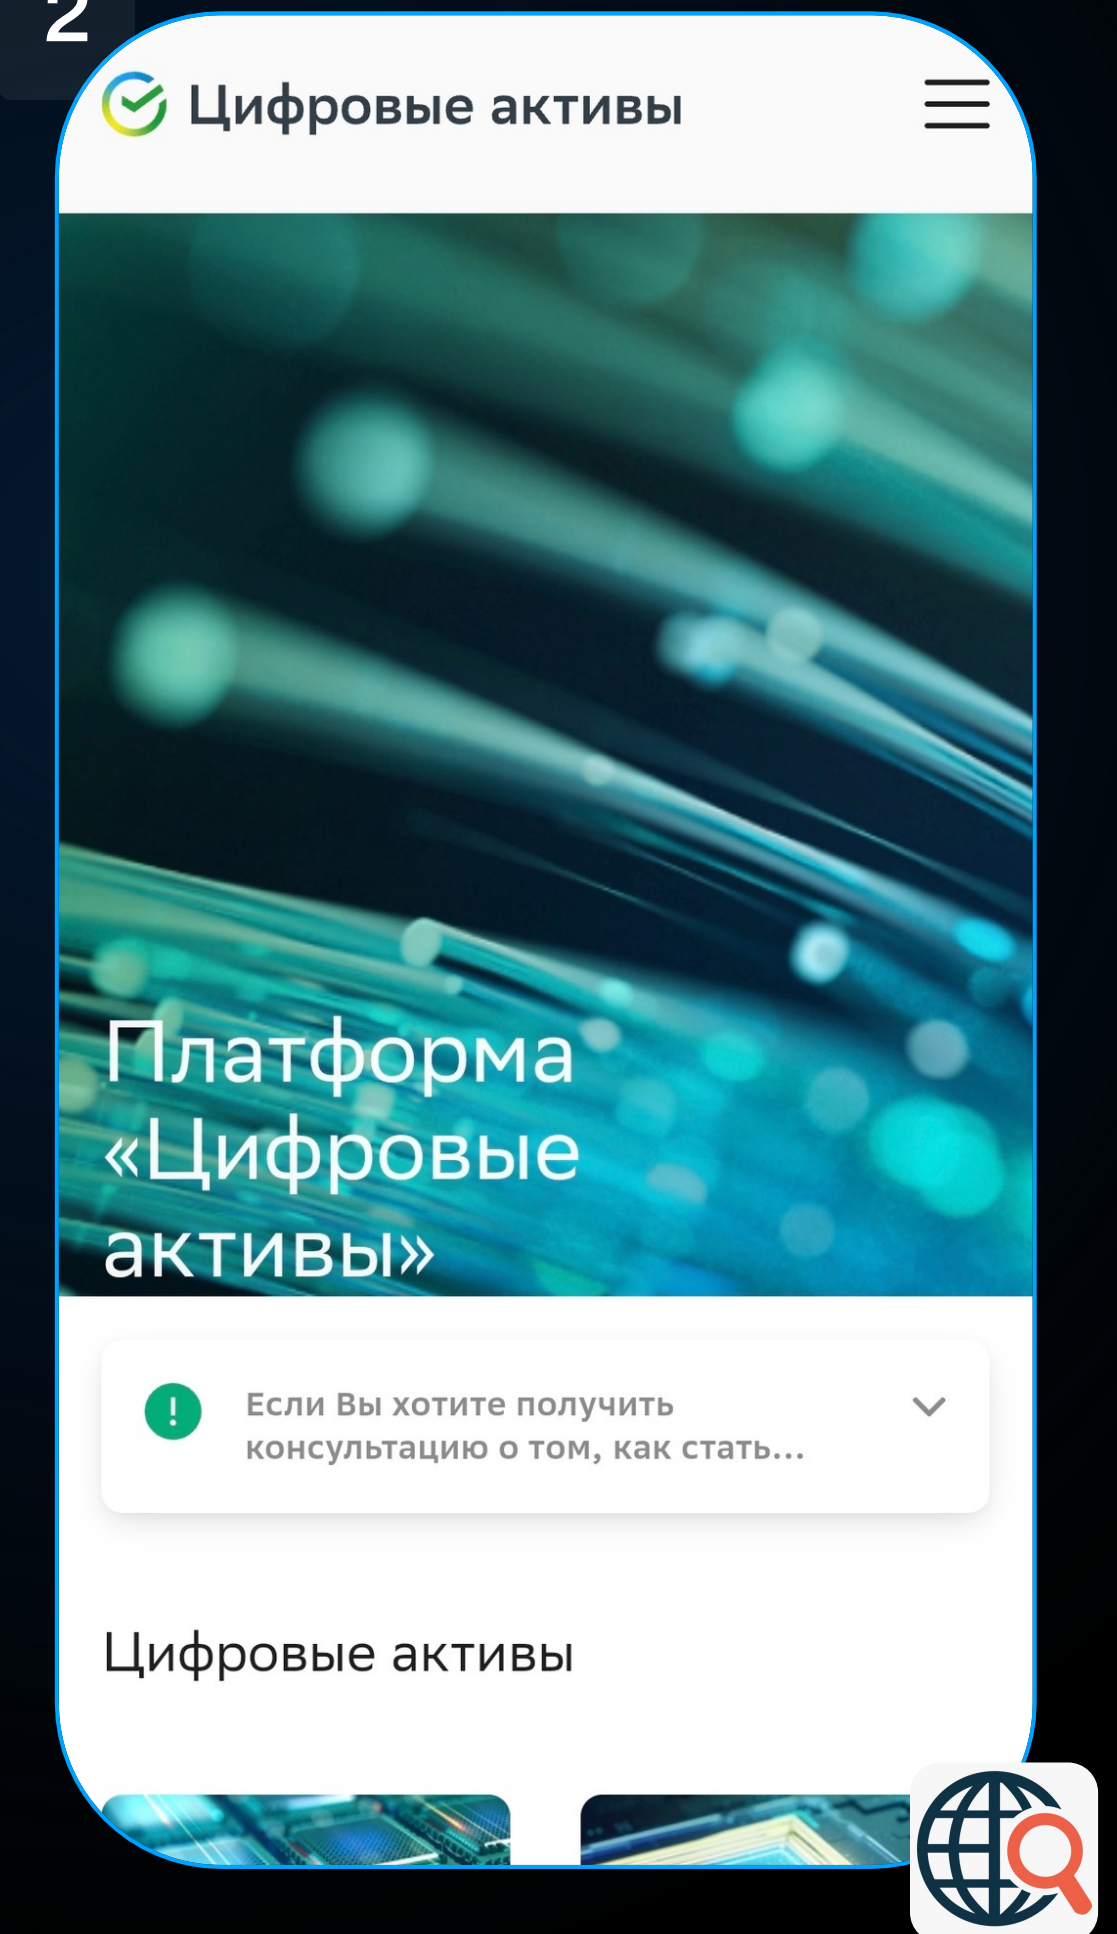 2
Цифровые активы
Платформа
«Цифровые
активы»
Если Вы хотите получить
консультацию о том, как стать...
Цифровые активы